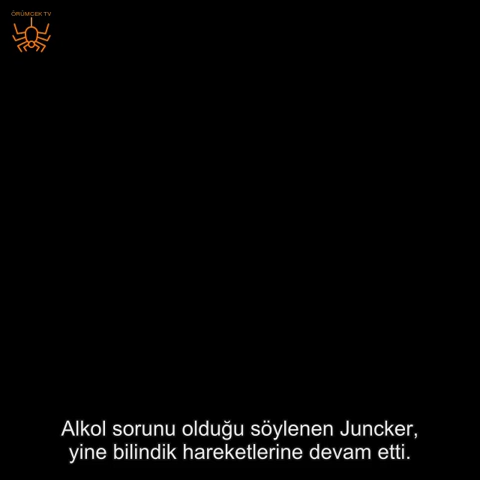 ÖRÜMCEK TV
Alkol sorunu olduğu söylenen Juncker,
yine bilindik hareketlerine devam etti.